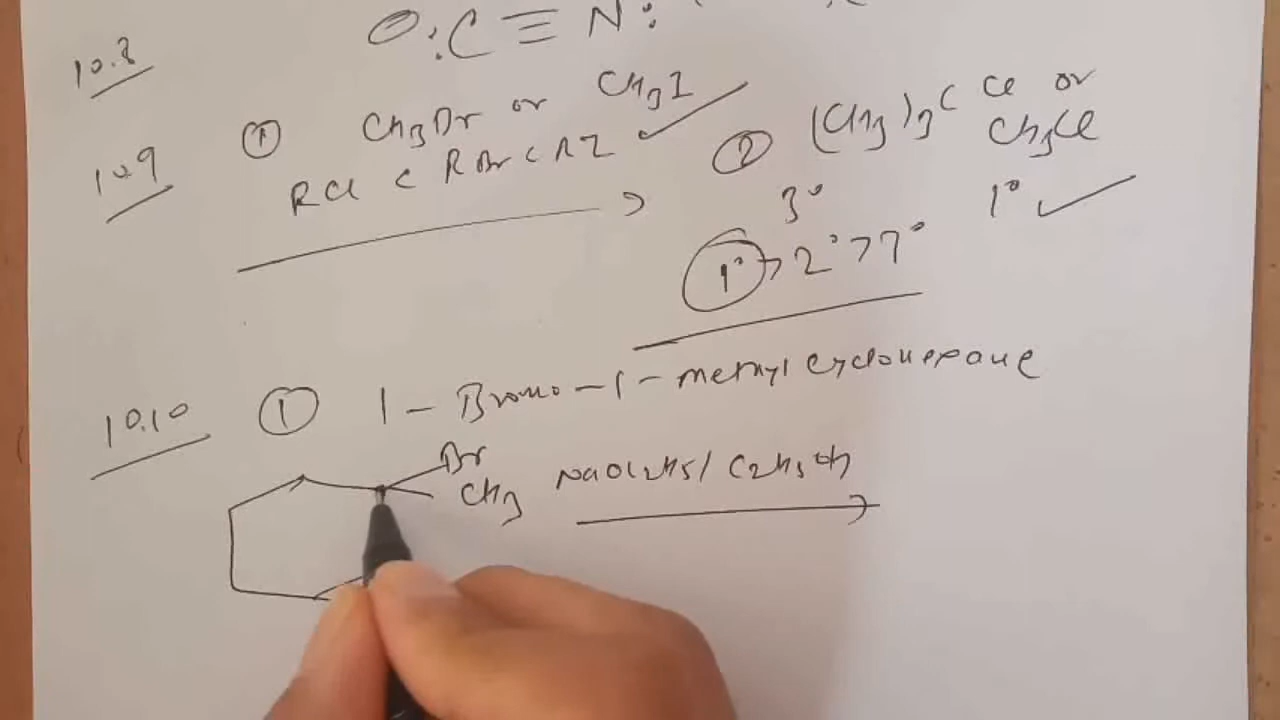 10.8
⊖:C≡N:
10.9
① CH3Br or CH3I
RCl < RBr < RI
② (CH3)3C Cl or
CH3Cl
3° 1°
1° > 2° > 7°
10.10 ① 1 - Bromo - 1 - methylcyclohexane
Br
CH3
NaOC2H5 / C2H5OH